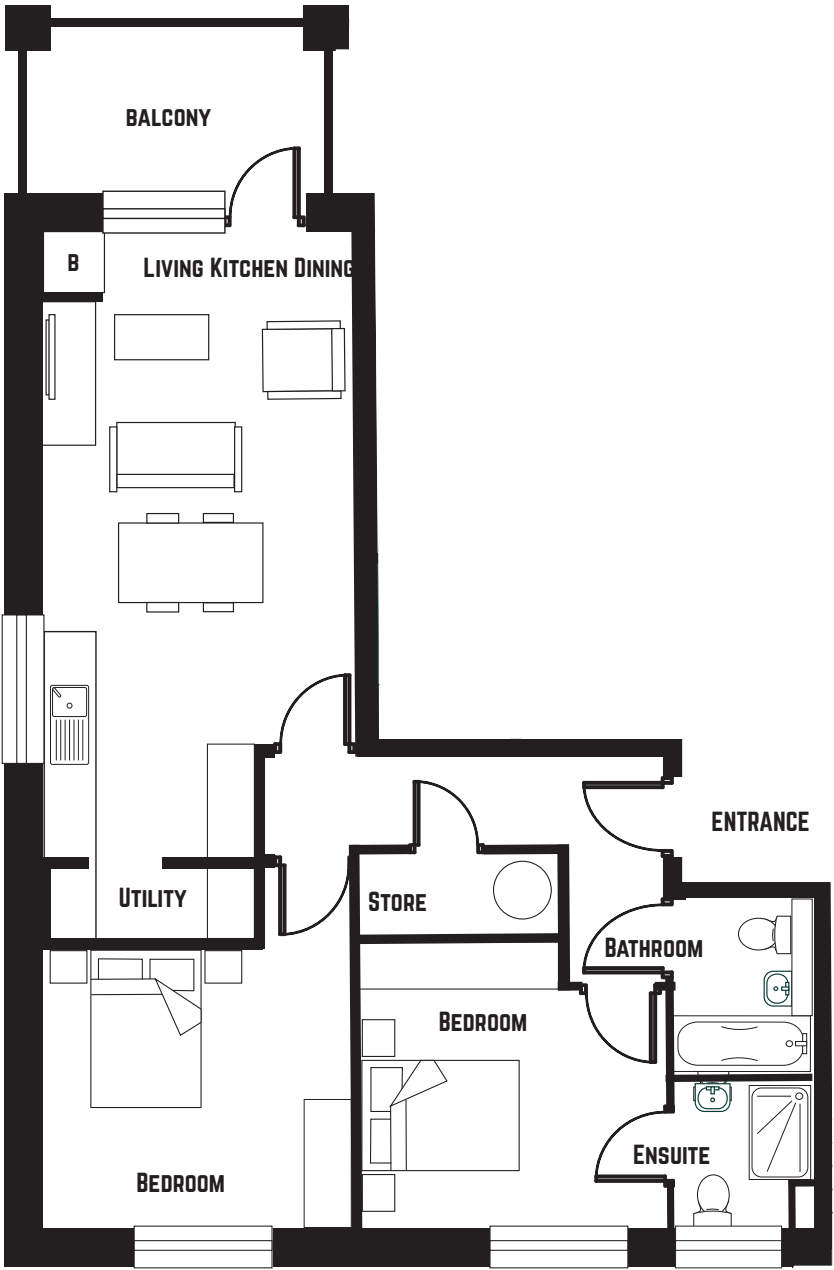 BALCONY
B
LIVING KITCHEN DINING
ENTRANCE
UTILITY
STORE
BATHROOM
BEDROOM
ENSUITE
BEDROOM